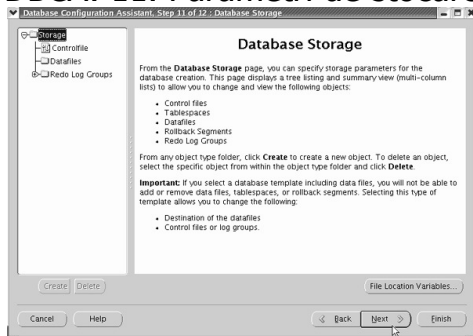 DBCA: 11. Parametri de stocare
Database Configuration Assistant, Step 11 of 12 : Database Storage
Storage
Controlfile
Datafiles
Redo Log Groups
Database Storage
From the Database Storage page, you can specify storage parameters for the
database creation. This page displays a tree listing and summary view (multi-column
lists) to allow you to change and view the following objects:
• Control files
• Tablespaces
• Datafiles
• Rollback Segments
• Redo Log Groups
From any object type folder, click Create to create a new object. To delete an object,
select the specific object from within the object type folder and click Delete.
Important: If you select a database template including data files, you will not be able to
add or remove data files, tablespaces, or rollback segments. Selecting this type of
template allows you to change the following:
• Destination of the datafiles
• Control files or log groups.
Create Delete
File Location Variables...
Cancel Help Back Next Finish